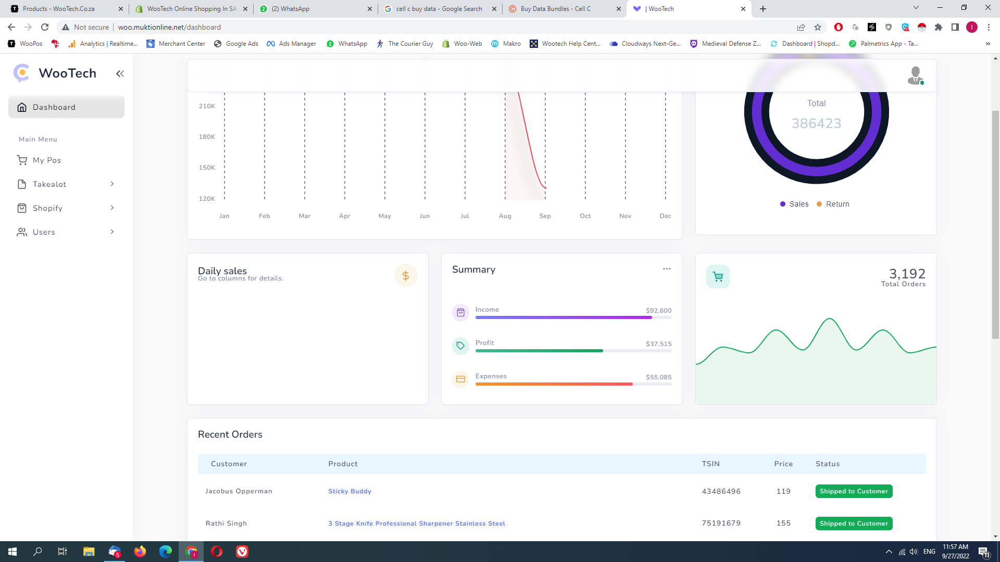 Products - WooTech.Co.za
WooTech Online Shopping In SA
(2) WhatsApp
cell c buy data - Google Search
Buy Data Bundles - Cell C
| WooTech
Not secure
woo.muktionline.net/dashboard
WooPos
Analytics | Realtime...
Merchant Center
Google Ads
Ads Manager
WhatsApp
The Courier Guy
Woo-Web
Makro
Wootech Help Cent...
Cloudways Next-Ge...
Medieval Defense Z...
Dashboard | Shopd...
Palmetrics App - Ta...
WooTech
Dashboard
Main Menu
My Pos
Takealot
Shopify
Users
210K
180K
150K
120K
Jan Feb Mar Apr May Jun Jul Aug Sep Oct Nov Dec
Total
386423
Sales Return
Daily sales
Go to columns for details.
Summary
Income $92,600
Profit $37,515
Expenses $55,085
3,192
Total Orders
Recent Orders
Customer Product TSIN Price Status
Jacobus Opperman Sticky Buddy 43486496 119 Shipped to Customer
Rathi Singh 3 Stage Knife Professional Sharpener Stainless Steel 75191679 155 Shipped to Customer
5
ENG
11:57 AM
9/27/2022
11